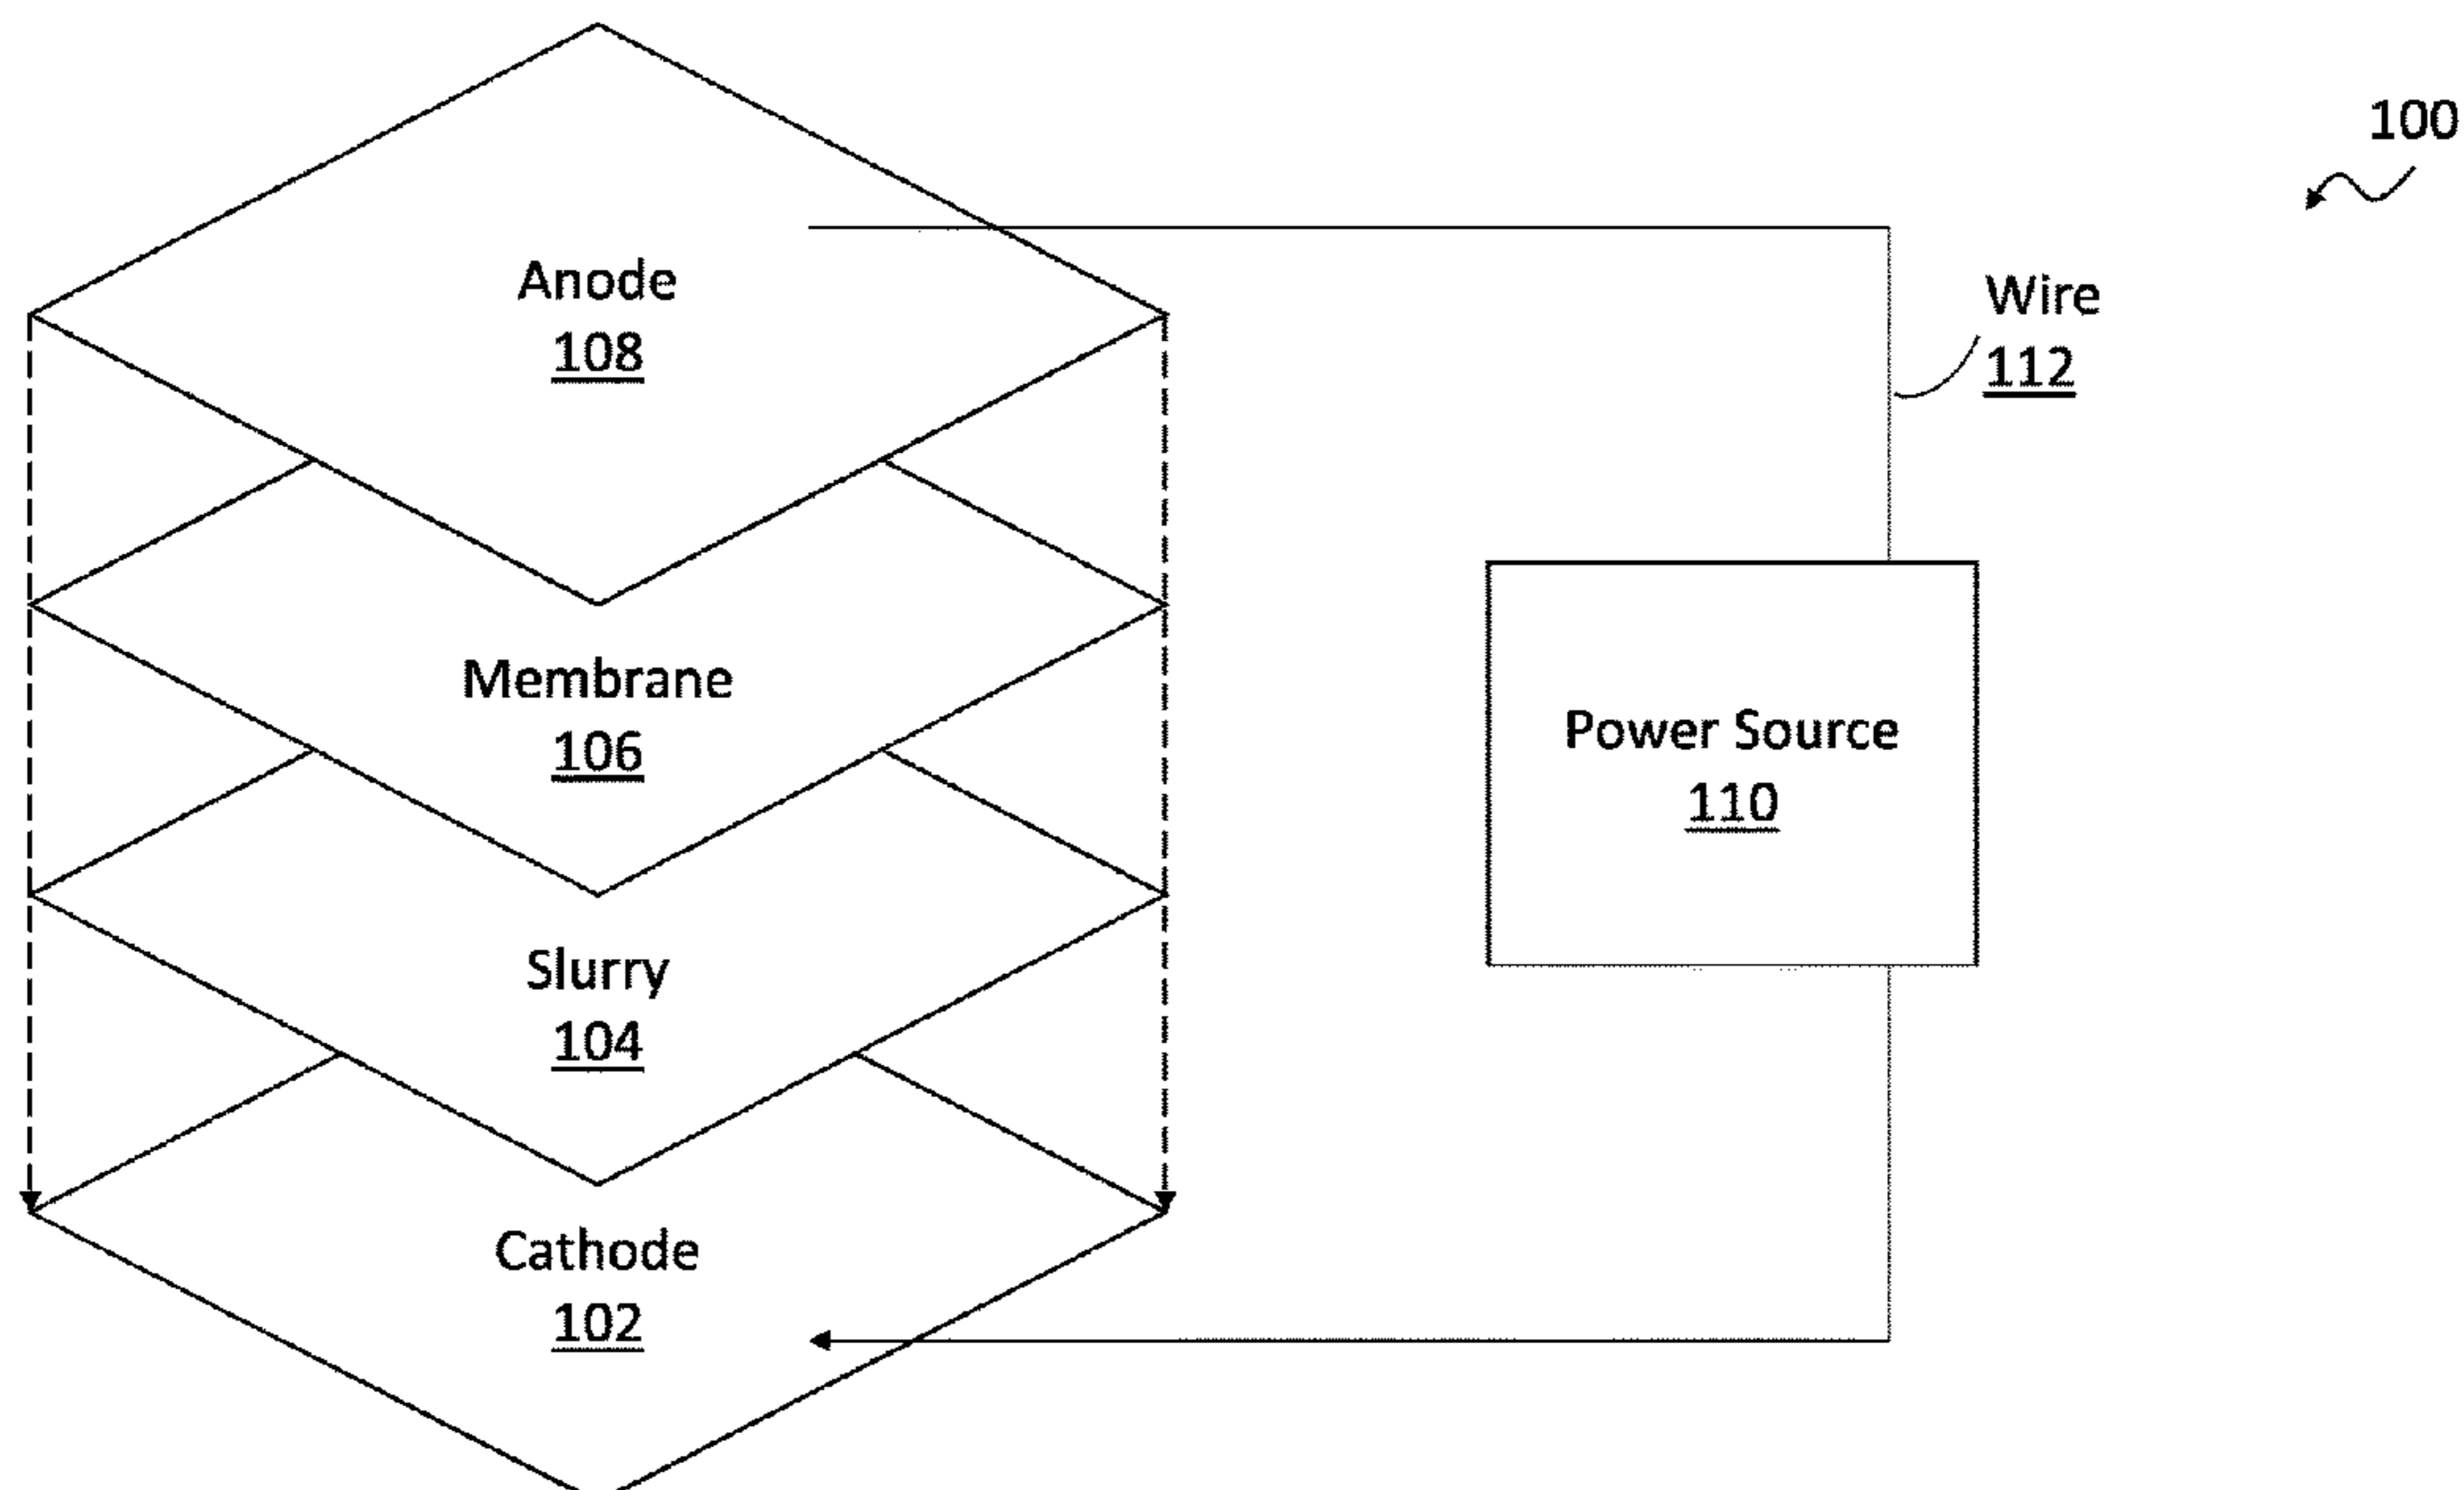 100
Anode
108
Wire
112
Membrane
106
Power Source
110
Slurry
104
Cathode
102